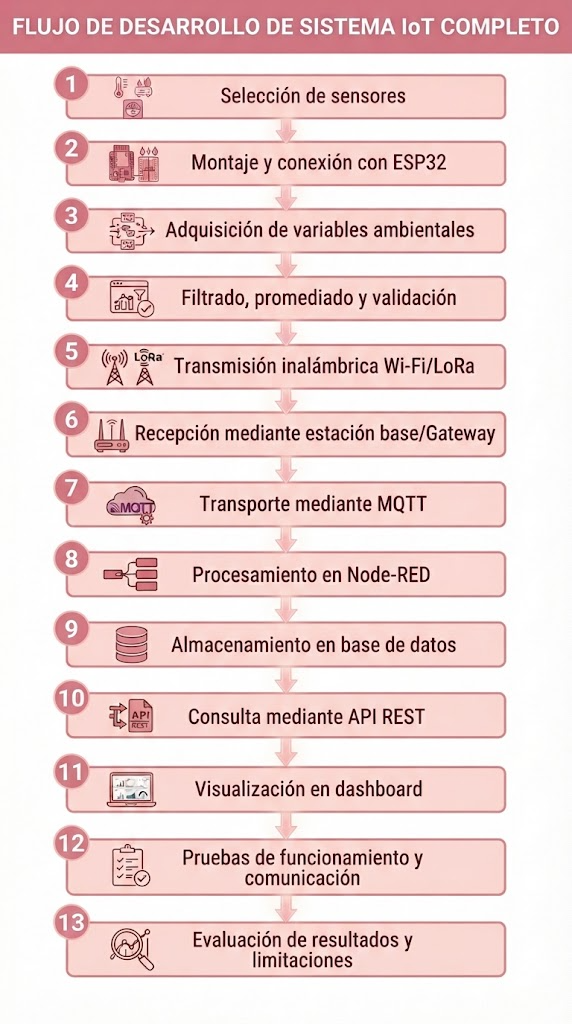 FLUJO DE DESARROLLO DE SISTEMA IoT COMPLETO
1
Selección de sensores
2
Montaje y conexión con ESP32
3
Adquisición de variables ambientales
4
Filtrado, promediado y validación
5
LoRa
Transmisión inalámbrica Wi-Fi/LoRa
6
Recepción mediante estación base/Gateway
7
MQTT
Transporte mediante MQTT
8
Procesamiento en Node-RED
9
Almacenamiento en base de datos
10
API
REST
Consulta mediante API REST
11
Visualización en dashboard
12
Pruebas de funcionamiento y
comunicación
13
Evaluación de resultados y
limitaciones